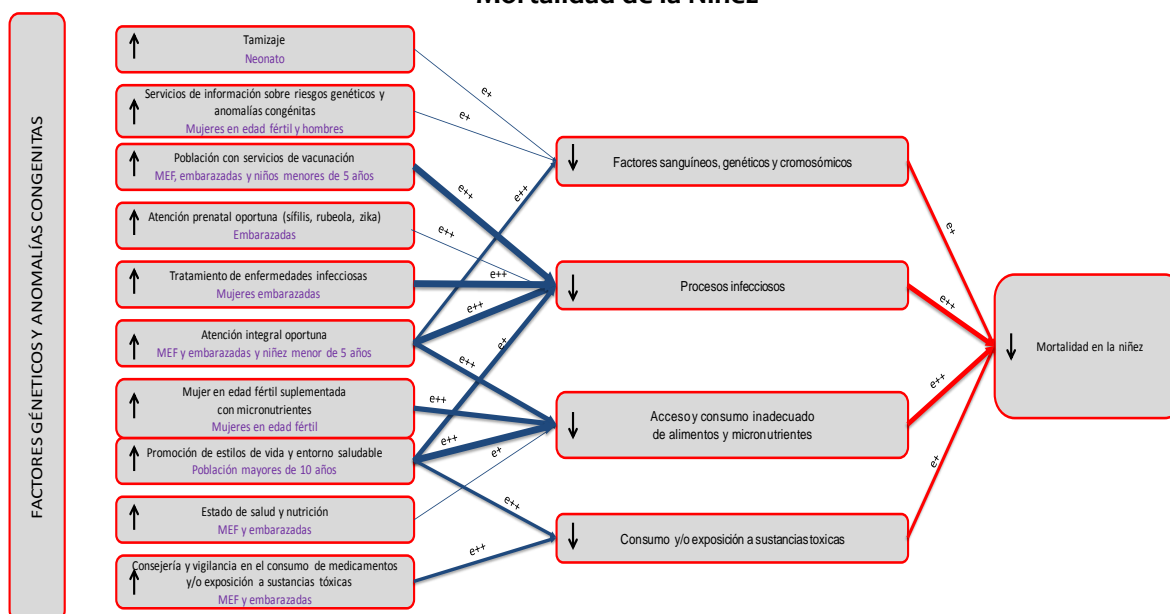 Mortalidad de la Niñez
FACTORES GÉNETICOS Y ANOMALÍAS CONGENITAS
Tamizaje
Neonato
Servicios de información sobre riesgos genéticos y
anomalías congénitas
Mujeres en edad fértil y hombres
Población con servicios de vacunación
MEF, embarazadas y niños menores de 5 años
Atención prenatal oportuna (sífilis, rubeola, zika)
Embarazadas
Tratamiento de enfermedades infecciosas
Mujeres embarazadas
Atención integral oportuna
MEF y embarazadas y niñez menor de 5 años
Mujer en edad fértil suplementada
con micronutrientes
Mujeres en edad fértil
Promoción de estilos de vida y entorno saludable
Población mayores de 10 años
Estado de salud y nutrición
MEF y embarazadas
Consejería y vigilancia en el consumo de medicamentos
y/o exposición a sustancias tóxicas
MEF y embarazadas
e+
e+
e++
e++
e++
e++
e++
e+
e++
e++
e++
e+
e++
e++
Factores sanguíneos, genéticos y cromosómicos
Procesos infecciosos
Acceso y consumo inadecuado
de alimentos y micronutrientes
Consumo y/o exposición a sustancias toxicas
e+
e++
e++
e+
Mortalidad en la niñez